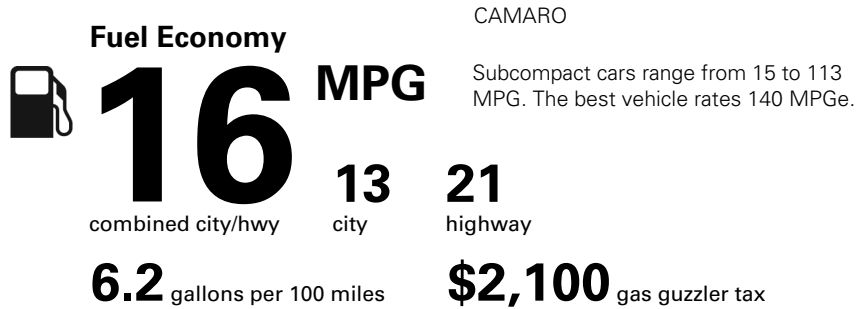 CAMARO
Fuel Economy
16 MPG
Subcompact cars range from 15 to 113
MPG. The best vehicle rates 140 MPGe.
13 21
combined city/hwy city highway
6.2 gallons per 100 miles $2,100 gas guzzler tax